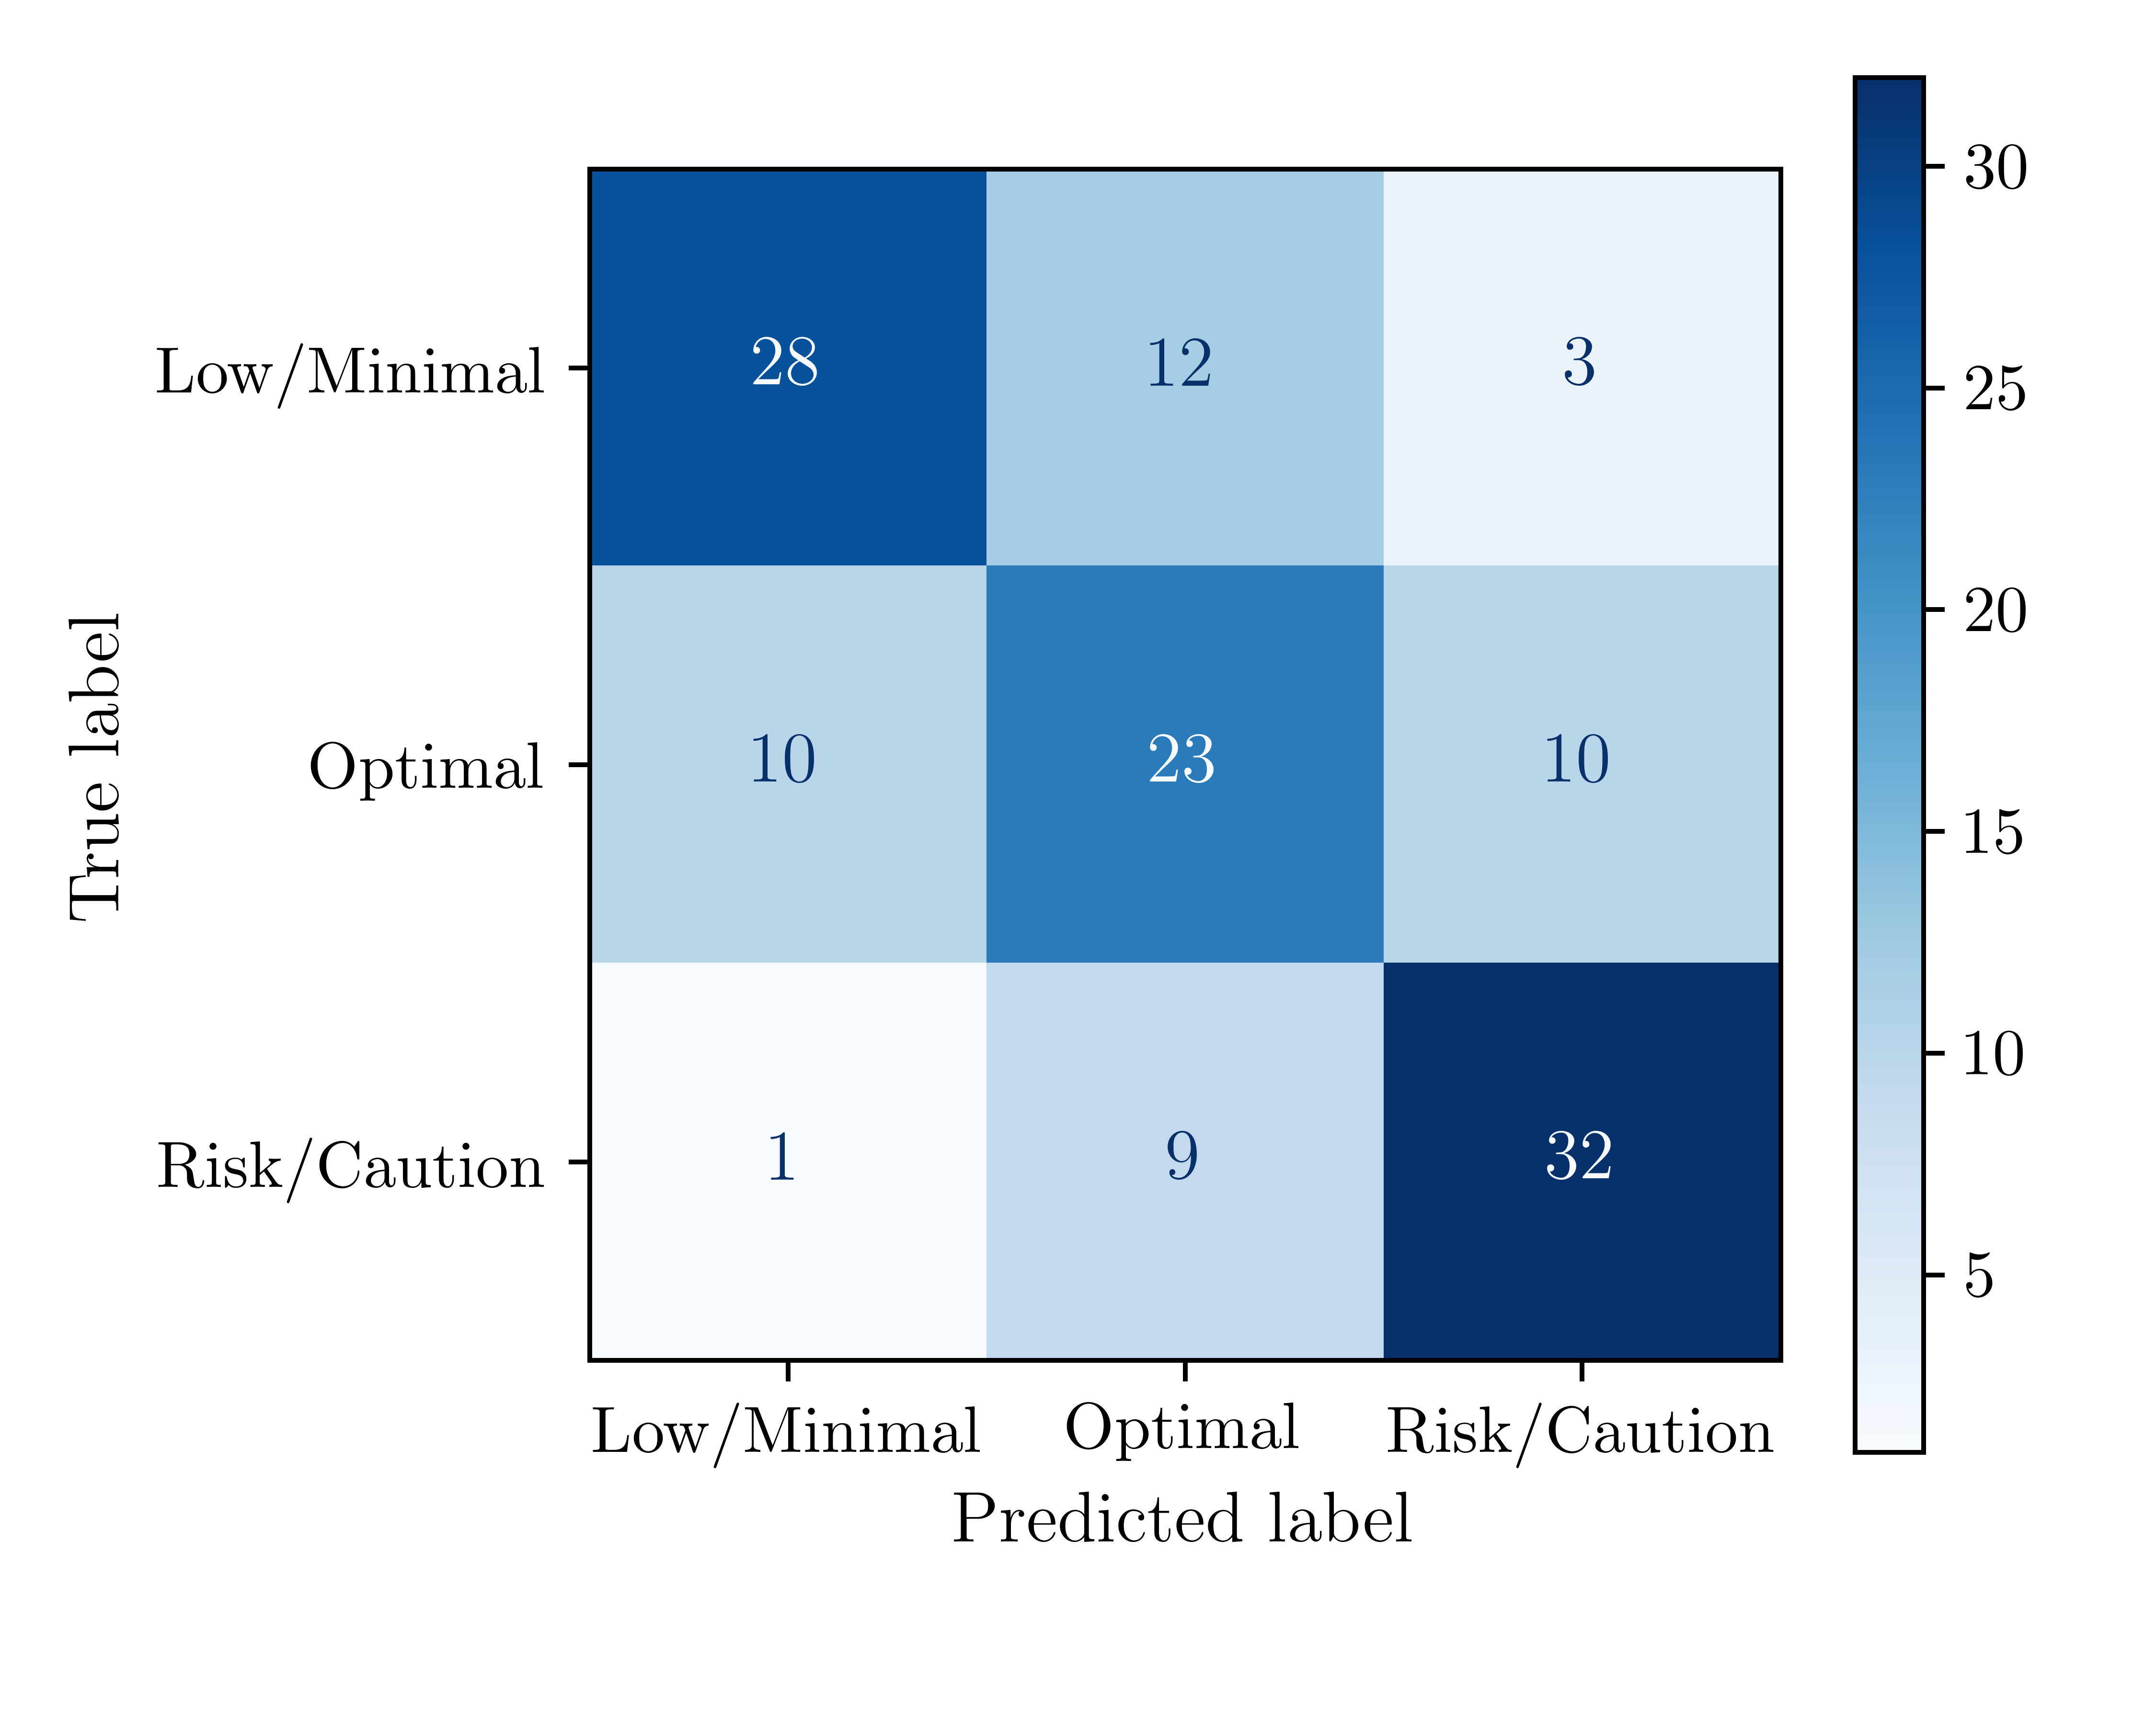 True label
Low/Minimal 28 12 3
Optimal 10 23 10
Risk/Caution 1 9 32
Low/Minimal Optimal Risk/Caution
Predicted label
30
25
20
15
10
5